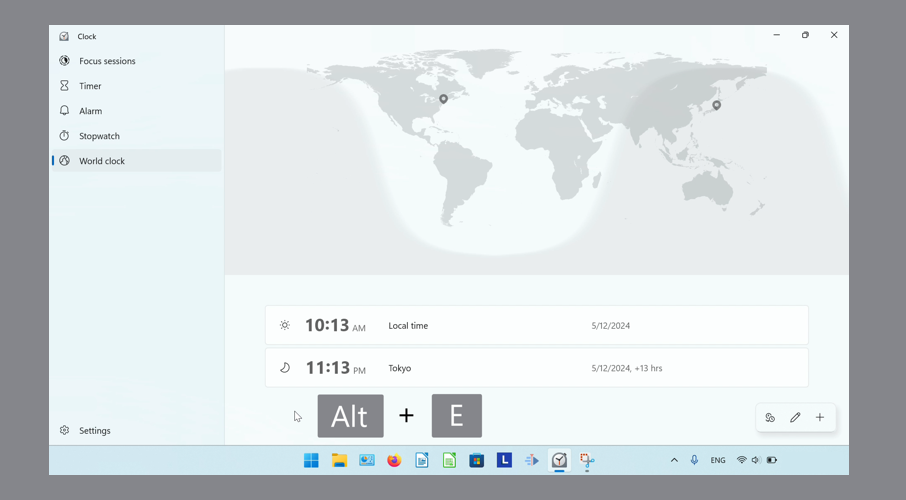 Clock
Focus sessions
Timer
Alarm
Stopwatch
World clock
10:13 AM Local time 5/12/2024
11:13 PM Tokyo 5/12/2024, +13 hrs
Alt + E
Settings
L ENG